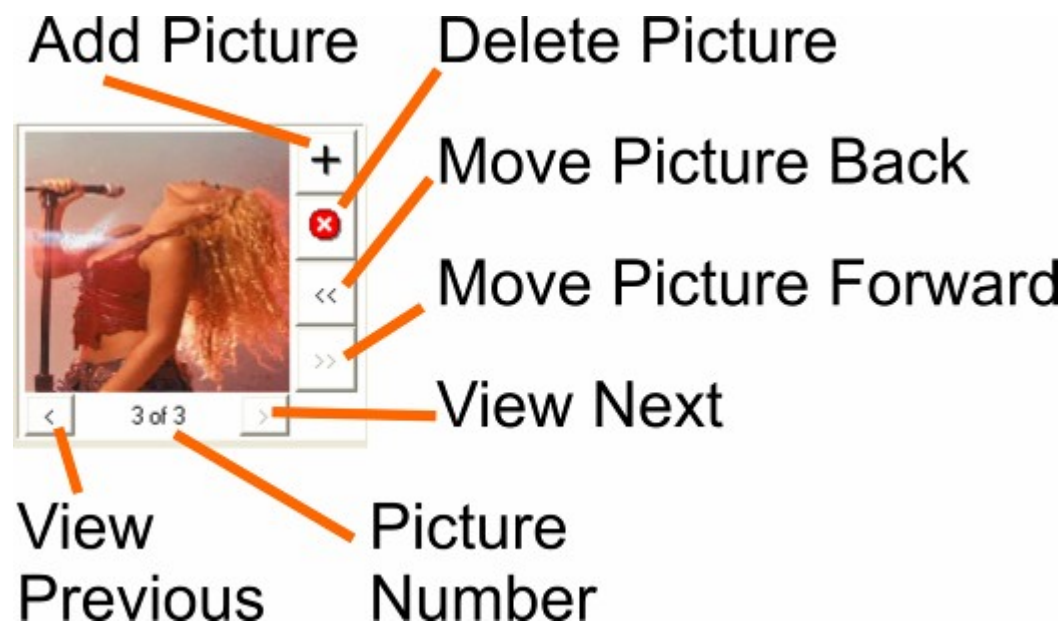 Add Picture
Delete Picture
+
Move Picture Back
<<
Move Picture Forward
>>
< 3 of 3 >
View Next
View
Previous
Picture
Number